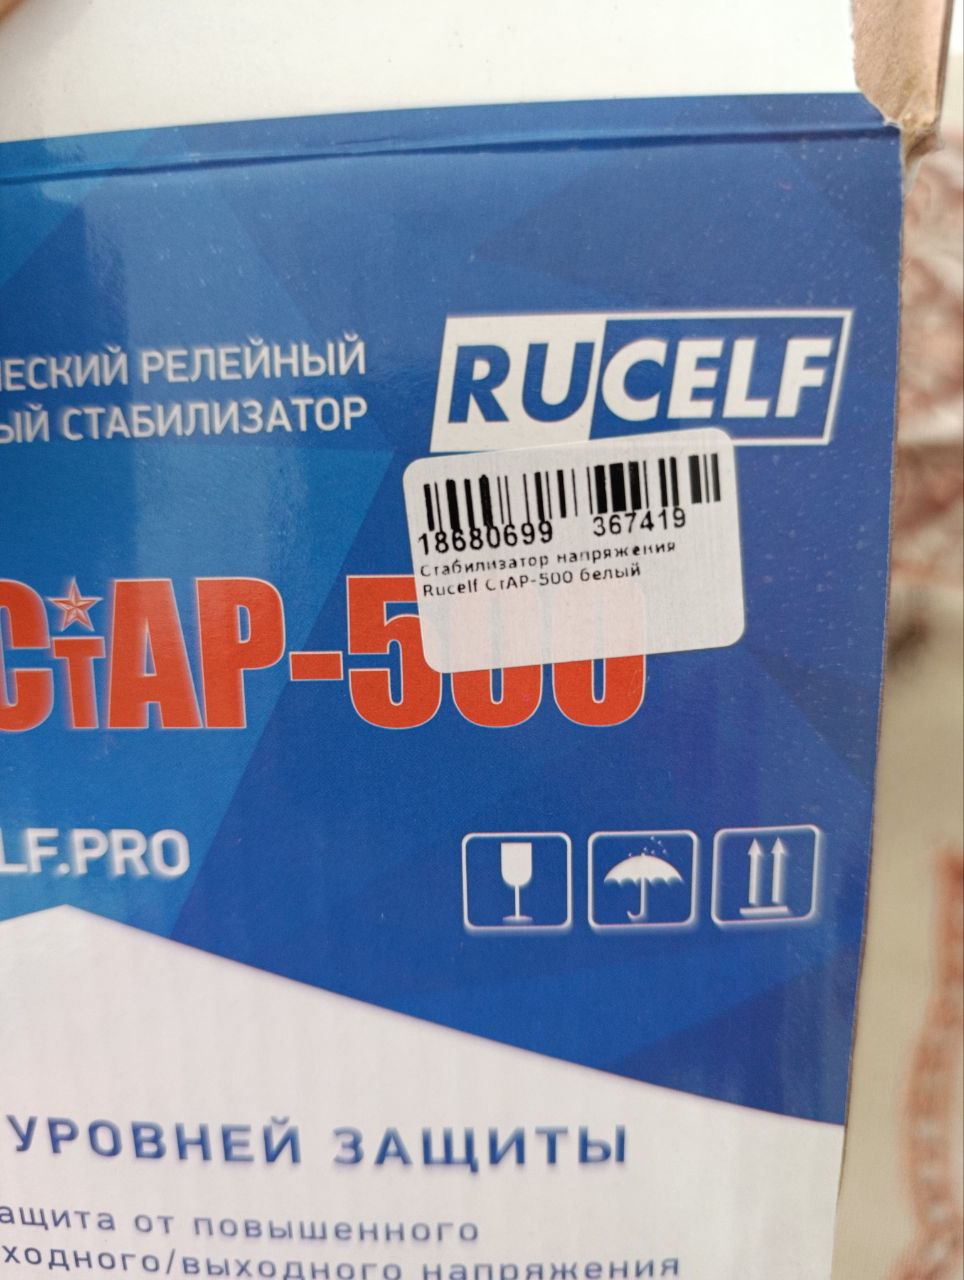 ЕСКИЙ РЕЛЕЙНЫЙ
ЫЙ СТАБИЛИЗАТОР
RUCELF
18680699 367419
Стабилизатор напряжения
Rucelf СтАР-500 белый
СтАР-500
LF.PRO
УРОВНЕЙ ЗАЩИТЫ
ащита от повышенного
ходного/выходного напряжения